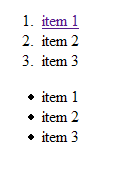 1. item 1
2. item 2
3. item 3
• item 1
• item 2
• item 3